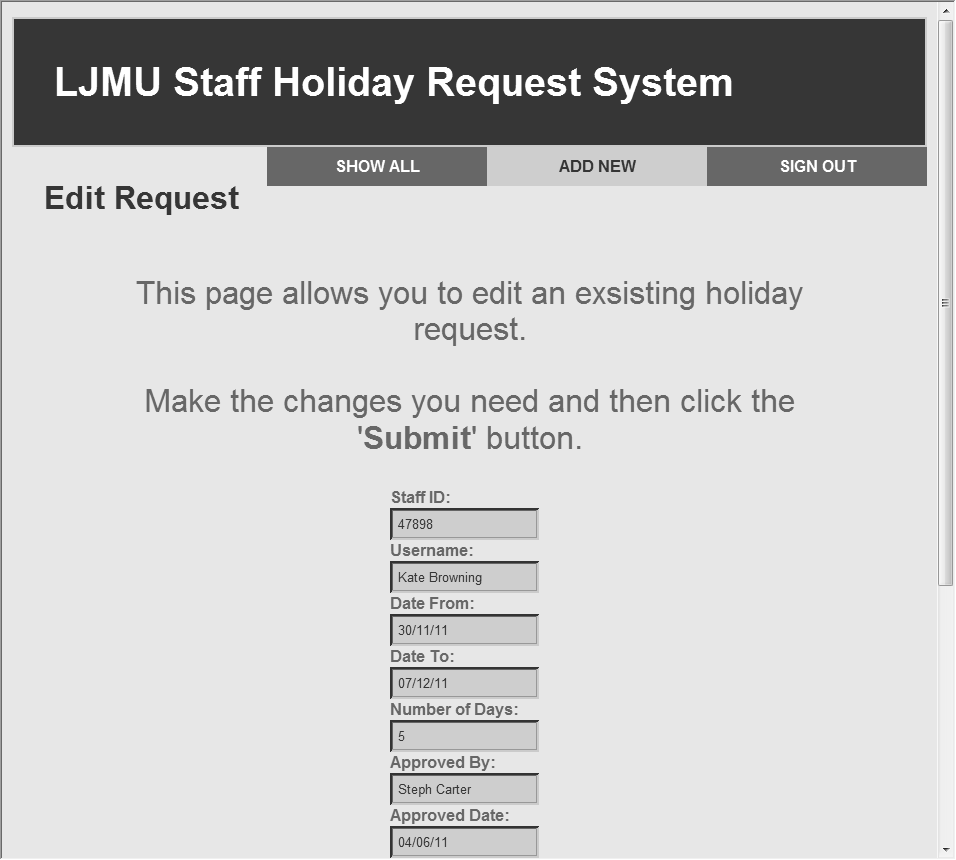 LJMU Staff Holiday Request System
SHOW ALL
ADD NEW
SIGN OUT
Edit Request
This page allows you to edit an exsisting holiday
request.
Make the changes you need and then click the
'Submit' button.
Staff ID:
47898
Username:
Kate Browning
Date From:
30/11/11
Date To:
07/12/11
Number of Days:
5
Approved By:
Steph Carter
Approved Date:
04/06/11